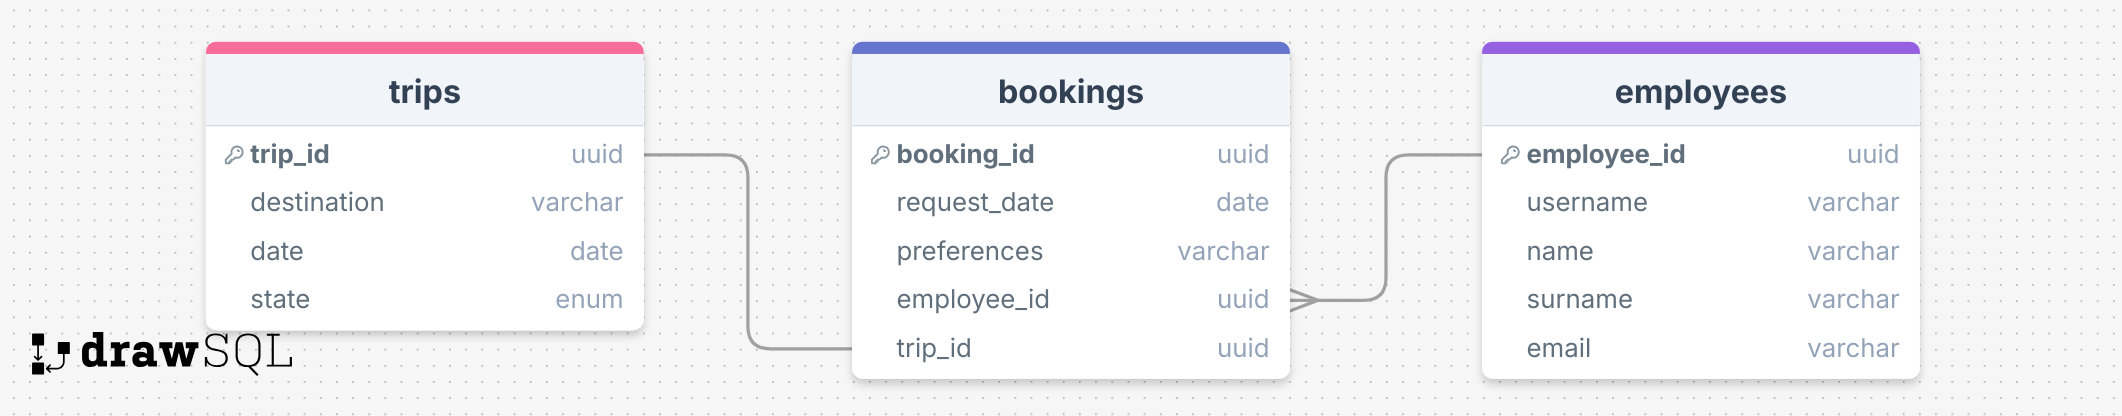 trips
trip_id uuid
destination varchar
date date
state enum
bookings
booking_id uuid
request_date date
preferences varchar
employee_id uuid
trip_id uuid
employees
employee_id uuid
username varchar
name varchar
surname varchar
email varchar
drawSQL